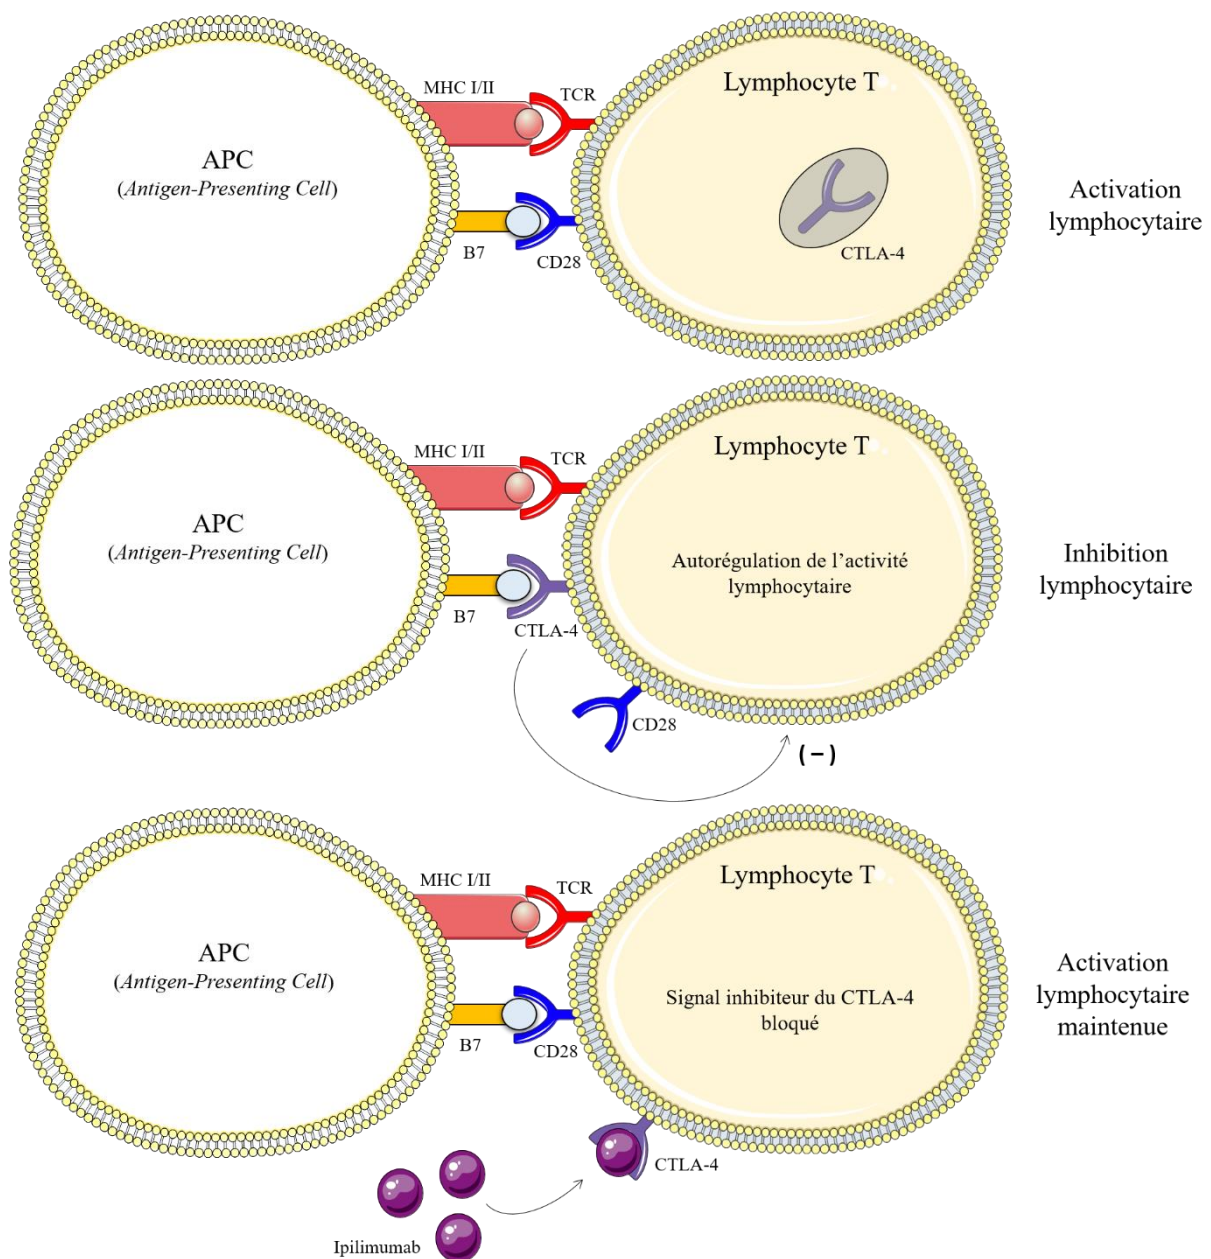 MHC I/II
TCR
Lymphocyte T
APC
(Antigen-Presenting Cell)
B7
CD28
CTLA-4
Activation
lymphocytaire
MHC I/II
TCR
Lymphocyte T
APC
(Antigen-Presenting Cell)
Autorégulation de l’activité
lymphocytaire
B7
CTLA-4
CD28
(–)
Inhibition
lymphocytaire
MHC I/II
TCR
Lymphocyte T
APC
(Antigen-Presenting Cell)
Signal inhibiteur du CTLA-4
bloqué
B7
CD28
CTLA-4
Ipilimumab
Activation
lymphocytaire
maintenue